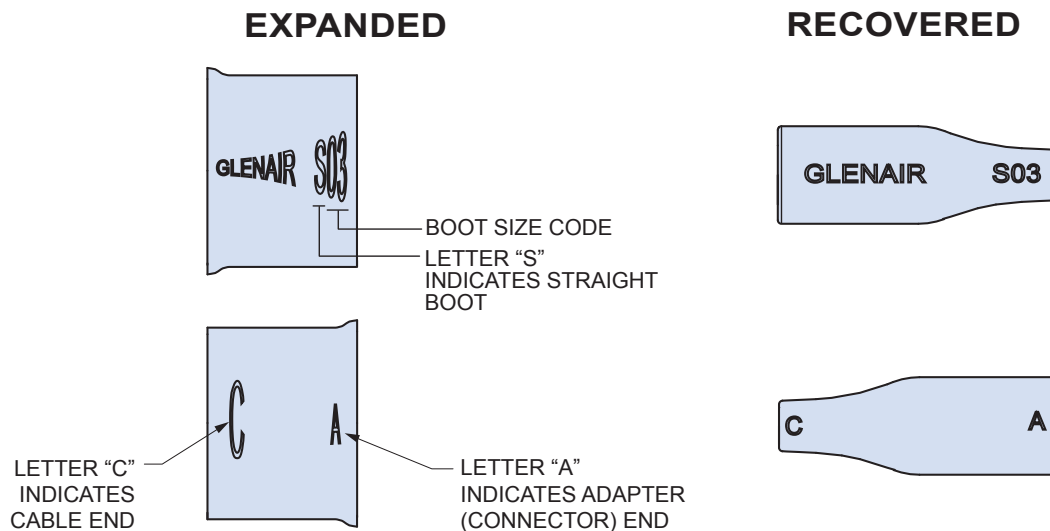 EXPANDED
RECOVERED
GLENAIR S03
BOOT SIZE CODE
LETTER “S”
INDICATES STRAIGHT
BOOT
GLENAIR S03
C A
LETTER “C”
INDICATES
CABLE END
LETTER “A”
INDICATES ADAPTER
(CONNECTOR) END
C A